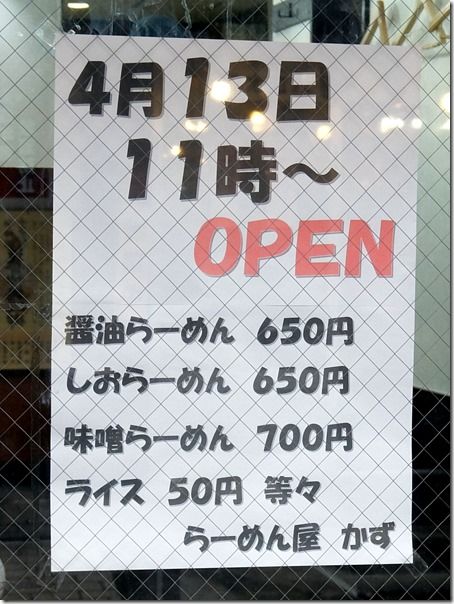 4月13日
11時～
OPEN
醤油らーめん 650円
しおらーめん 650円
味噌らーめん 700円
ライス 50円 等々
らーめん屋 かず